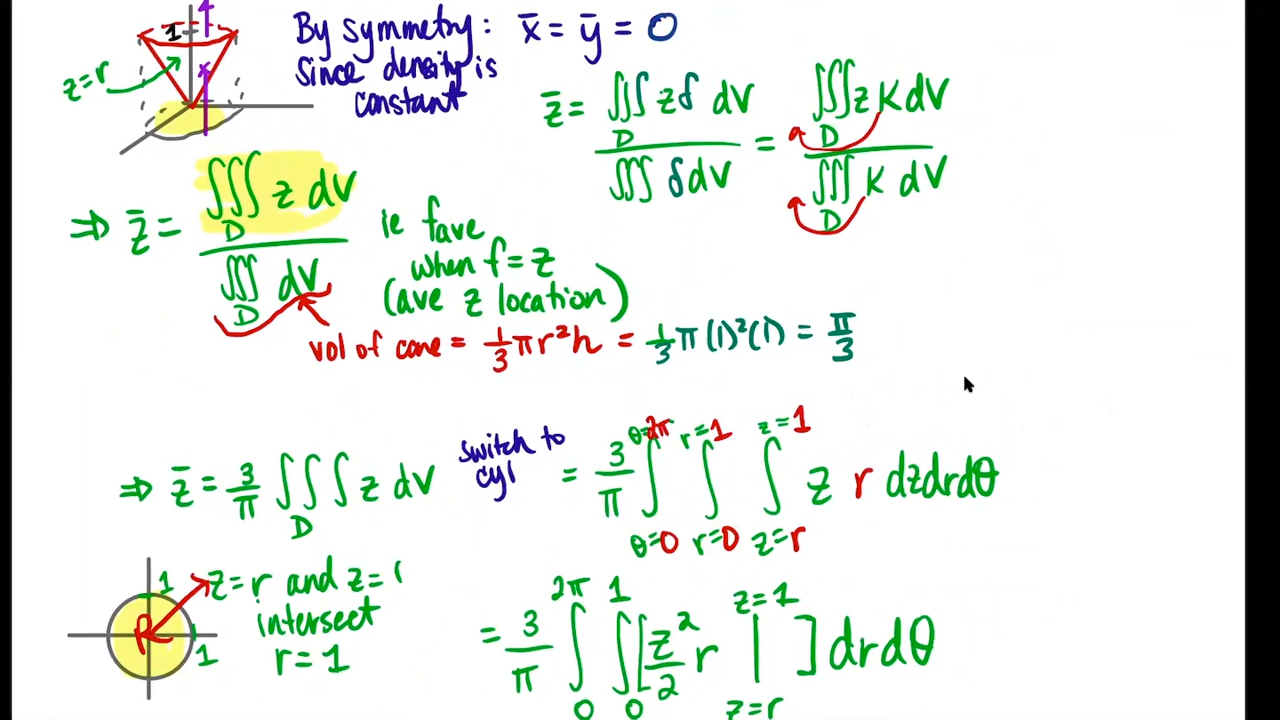 1
z=r
By symmetry: x̄ = ȳ = 0
since density is
constant
z̄ = ∭_D z δ dV / ∭ δ dV = ∭_D z K dV / ∭_D K dV
⇒ z̄ = ∭_D z dV / ∭_D dV
ie fave
when f = z
(ave z location)
vol of cone = 1/3 πr²h = 1/3 π (1)²(1) = π/3
⇒ z̄ = 3/π ∭_D z dV
switch to
cyl
= 3/π ∫_{θ=0}^{θ=2π} ∫_{r=0}^{r=1} ∫_{z=r}^{z=1} z r dz dr dθ
1
R
1
z=r and z=1
intersect
r=1
= 3/π ∫_0^{2π} ∫_0^1 [z²/2 r |_{z=r}^{z=1}] dr dθ